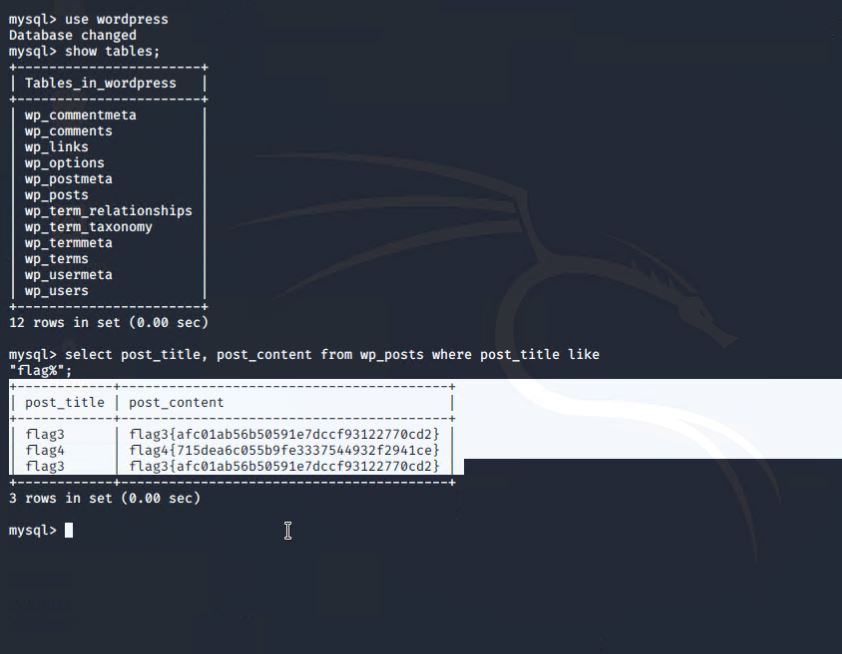 mysql> use wordpress
Database changed
mysql> show tables;
+-----------------------+
| Tables_in_wordpress   |
+-----------------------+
| wp_commentmeta        |
| wp_comments           |
| wp_links              |
| wp_options            |
| wp_postmeta           |
| wp_posts              |
| wp_term_relationships |
| wp_term_taxonomy      |
| wp_termmeta           |
| wp_terms              |
| wp_usermeta           |
| wp_users              |
+-----------------------+
12 rows in set (0.00 sec)
mysql> select post_title, post_content from wp_posts where post_title like
"flag%";
+------------+-----------------------------------------+
| post_title | post_content                            |
+------------+-----------------------------------------+
| flag3      | flag3{afc01ab56b50591e7dccf93122770cd2} |
| flag4      | flag4{715dea6c055b9fe3337544932f2941ce} |
| flag3      | flag3{afc01ab56b50591e7dccf93122770cd2} |
+------------+-----------------------------------------+
3 rows in set (0.00 sec)
mysql>